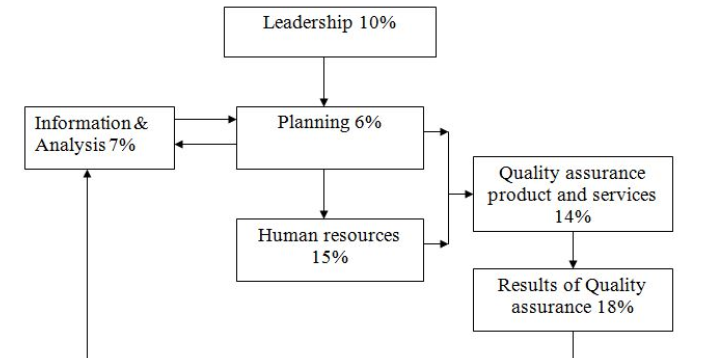 Leadership 10%
Information &
Analysis 7%
Planning 6%
Human resources
15%
Quality assurance
product and services
14%
Results of Quality
assurance 18%